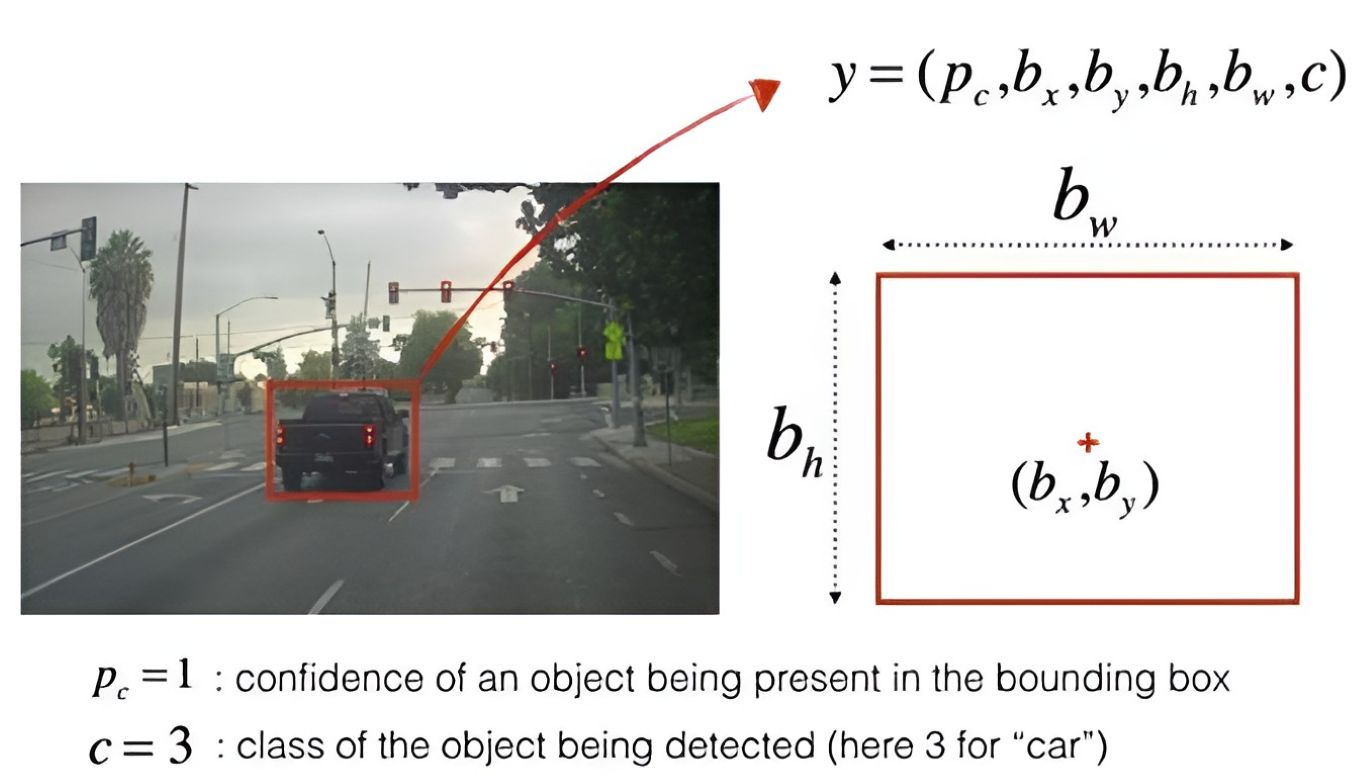 y = (p_c, b_x, b_y, b_h, b_w, c)
b_w
b_h
(b_x, b_y)
p_c = 1 : confidence of an object being present in the bounding box
c = 3 : class of the object being detected (here 3 for “car”)